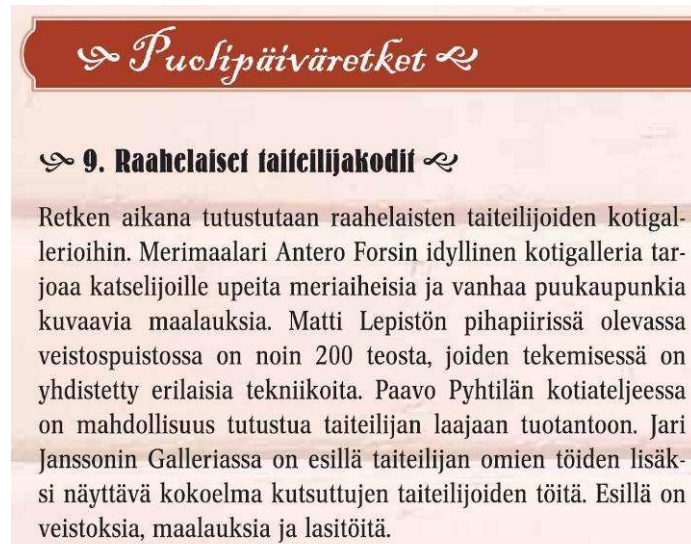 Puolipäiväretket
9. Raahelaiset taiteilijakodit
Retken aikana tutustutaan raahelaisten taiteilijoiden kotigal-
lerioihin. Merimaalari Antero Forsin idyllinen kotigalleria tar-
joaa katselijoille upeita meriaiheisia ja vanhaa puukaupunkia
kuvaavia maalauksia. Matti Lepistön pihapiirissä olevassa
veistospuistossa on noin 200 teosta, joiden tekemisessä on
yhdistetty erilaisia tekniikoita. Paavo Pyhtilän kotiateljeessa
on mahdollisuus tutustua taiteilijan laajaan tuotantoon. Jari
Janssonin Galleriassa on esillä taiteilijan omien töiden lisäk-
si näyttävä kokoelma kutsuttujen taiteilijoiden töitä. Esillä on
veistoksia, maalauksia ja lasitöitä.